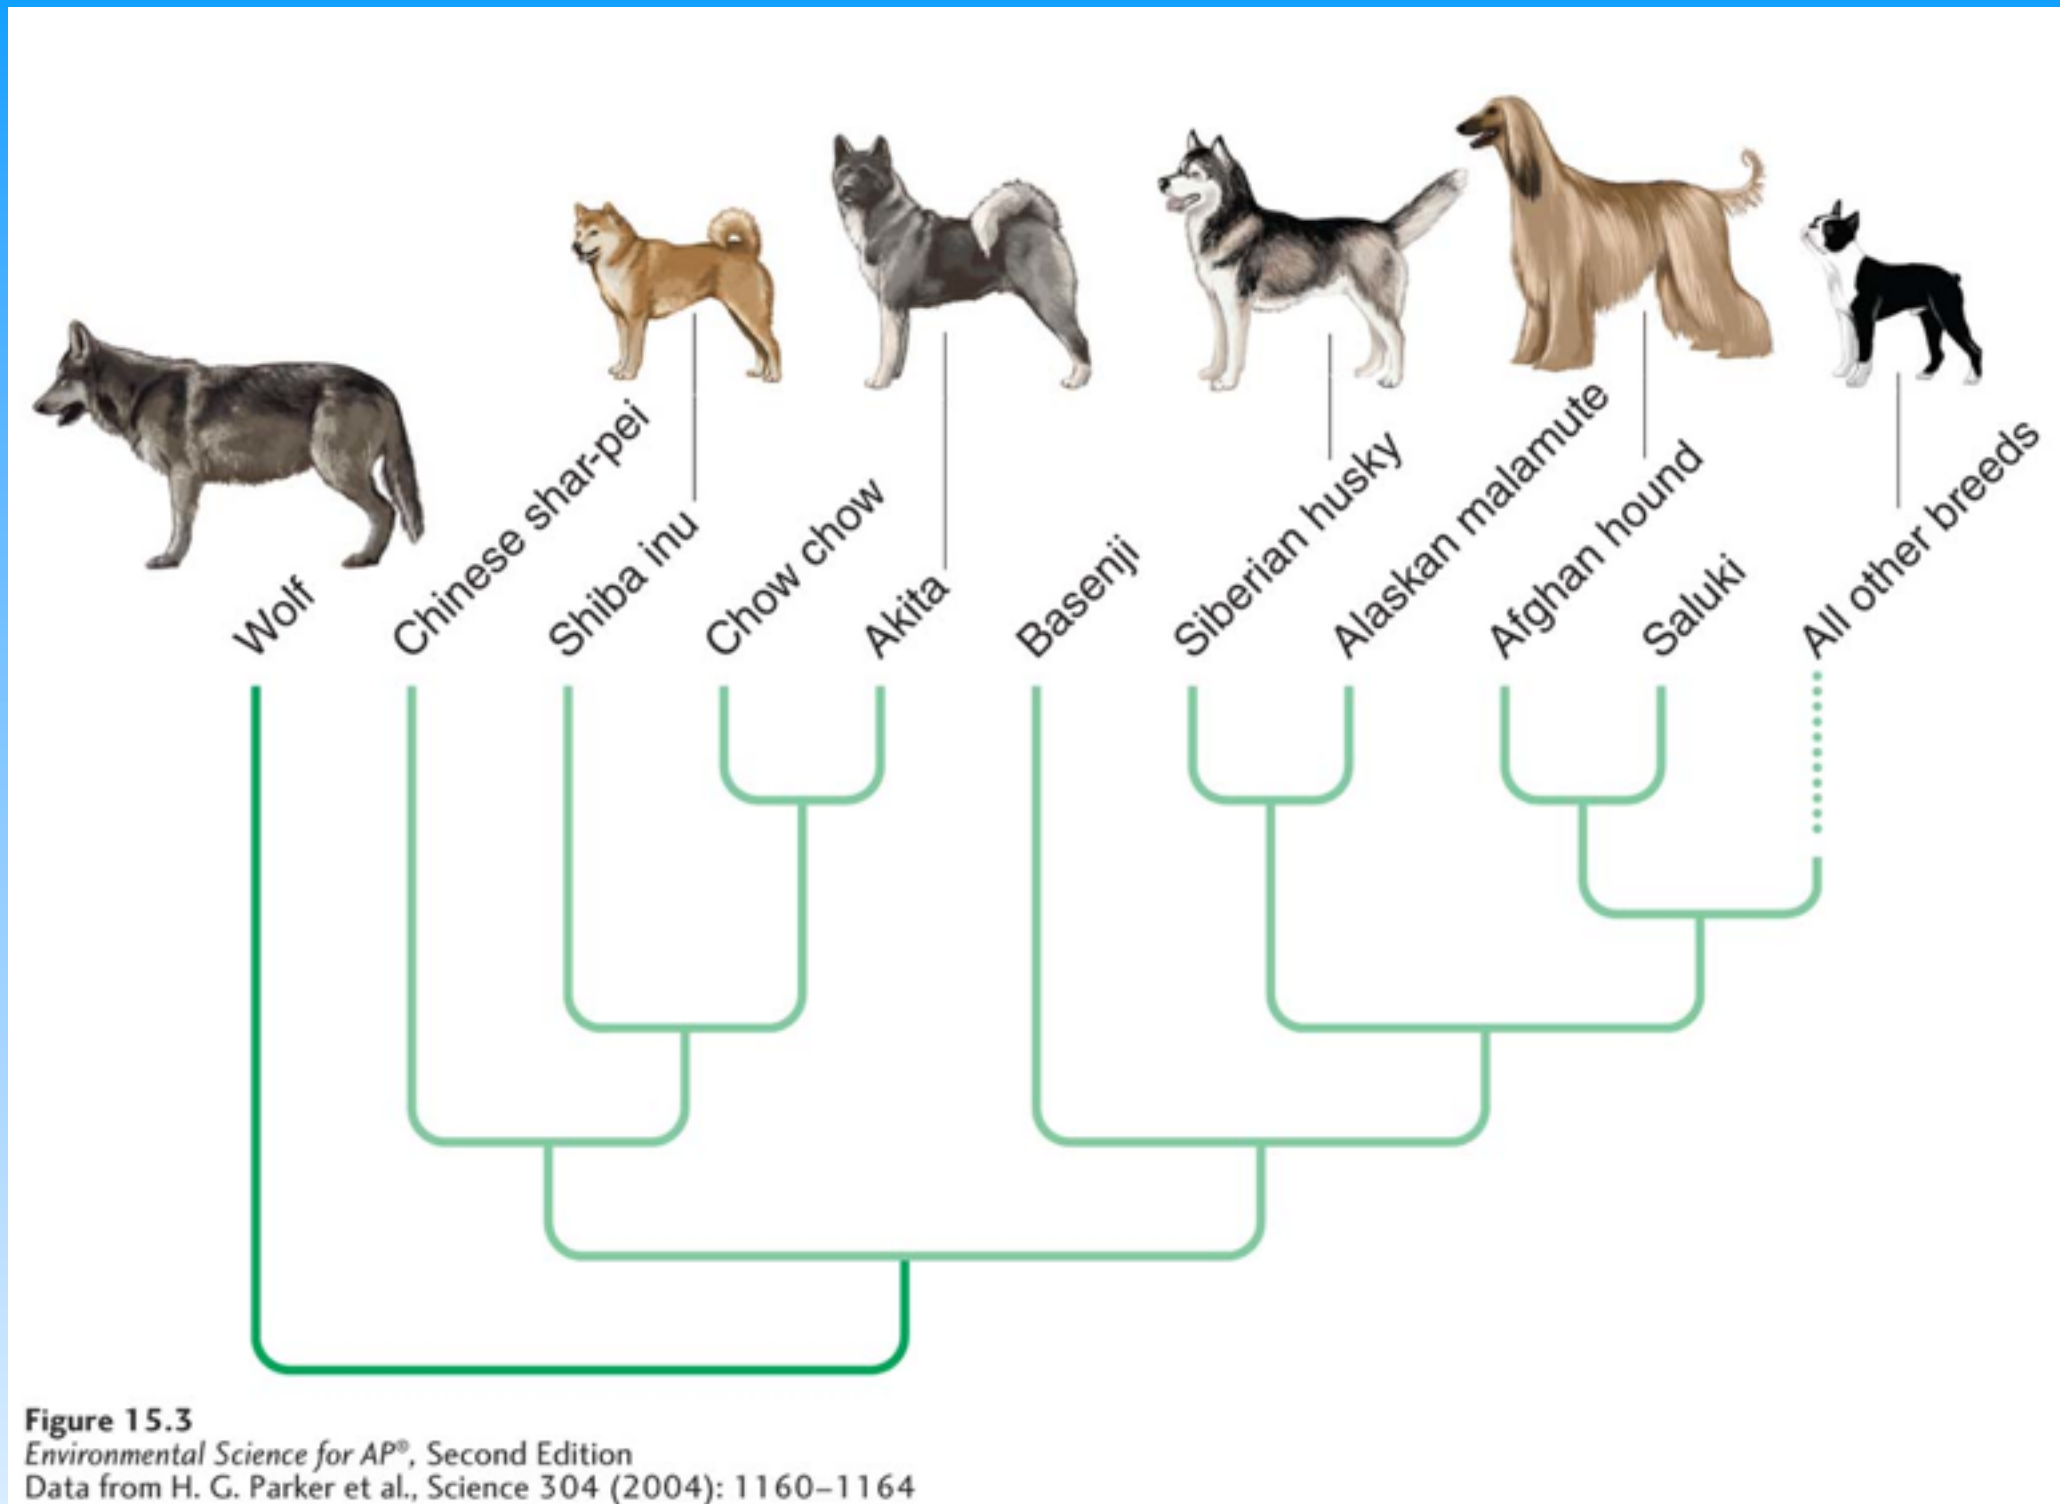 Wolf
Chinese shar-pei
Shiba inu
Chow chow
Akita
Basenji
Siberian husky
Alaskan malamute
Afghan hound
Saluki
All other breeds
Figure 15.3
Environmental Science for AP®, Second Edition
Data from H. G. Parker et al., Science 304 (2004): 1160–1164